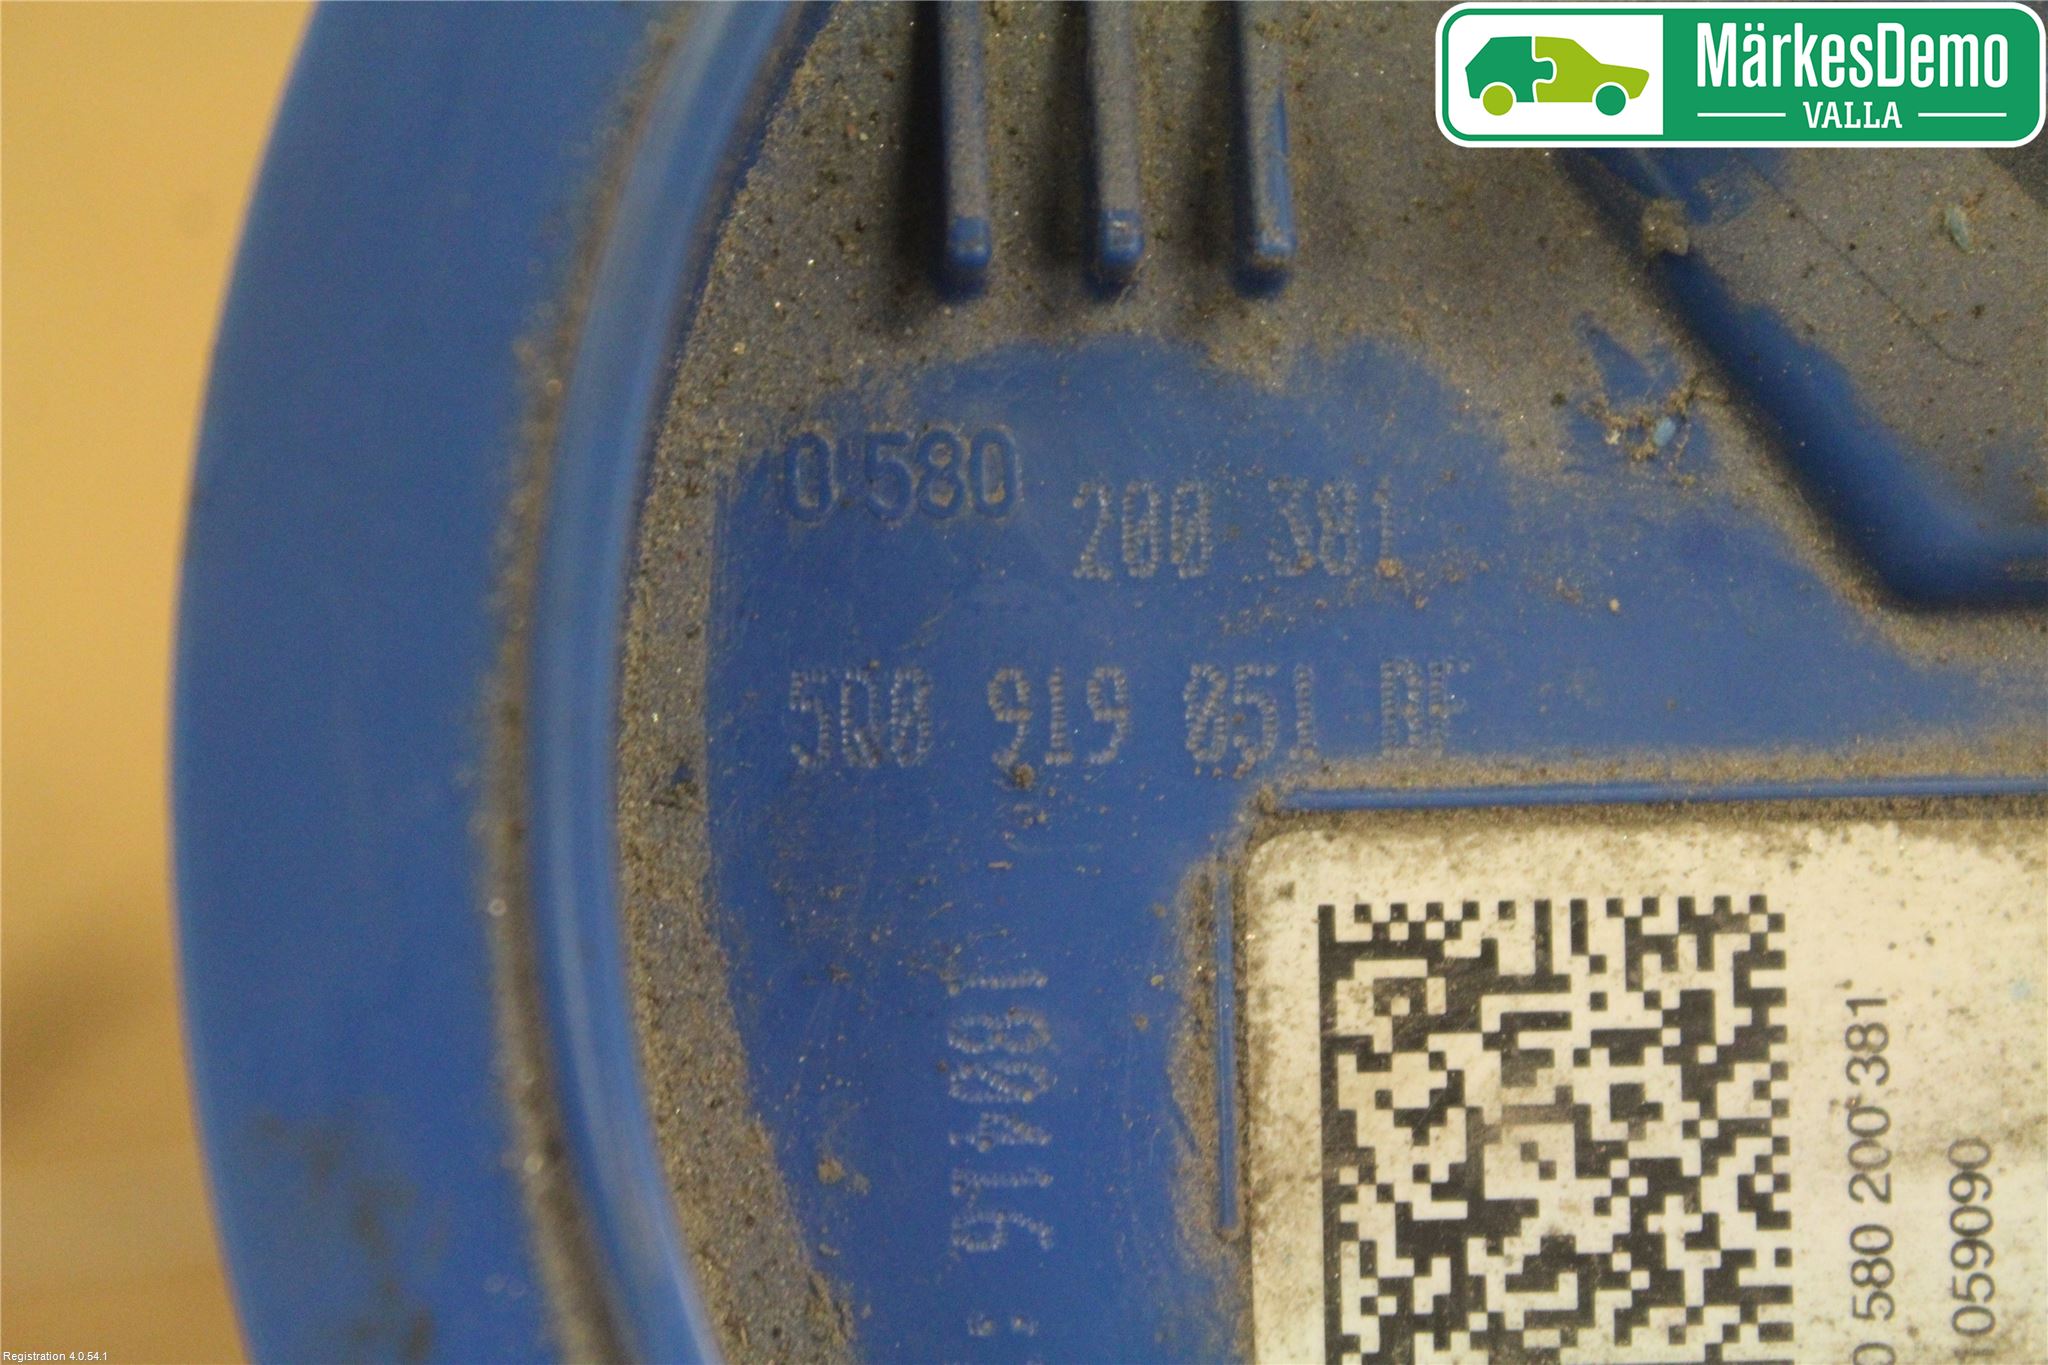 MärkesDemo
VALLA
0 580 200 381
5Q0 919 051 BF
0 580 200 381
1059090
Registration 4.0.54.1